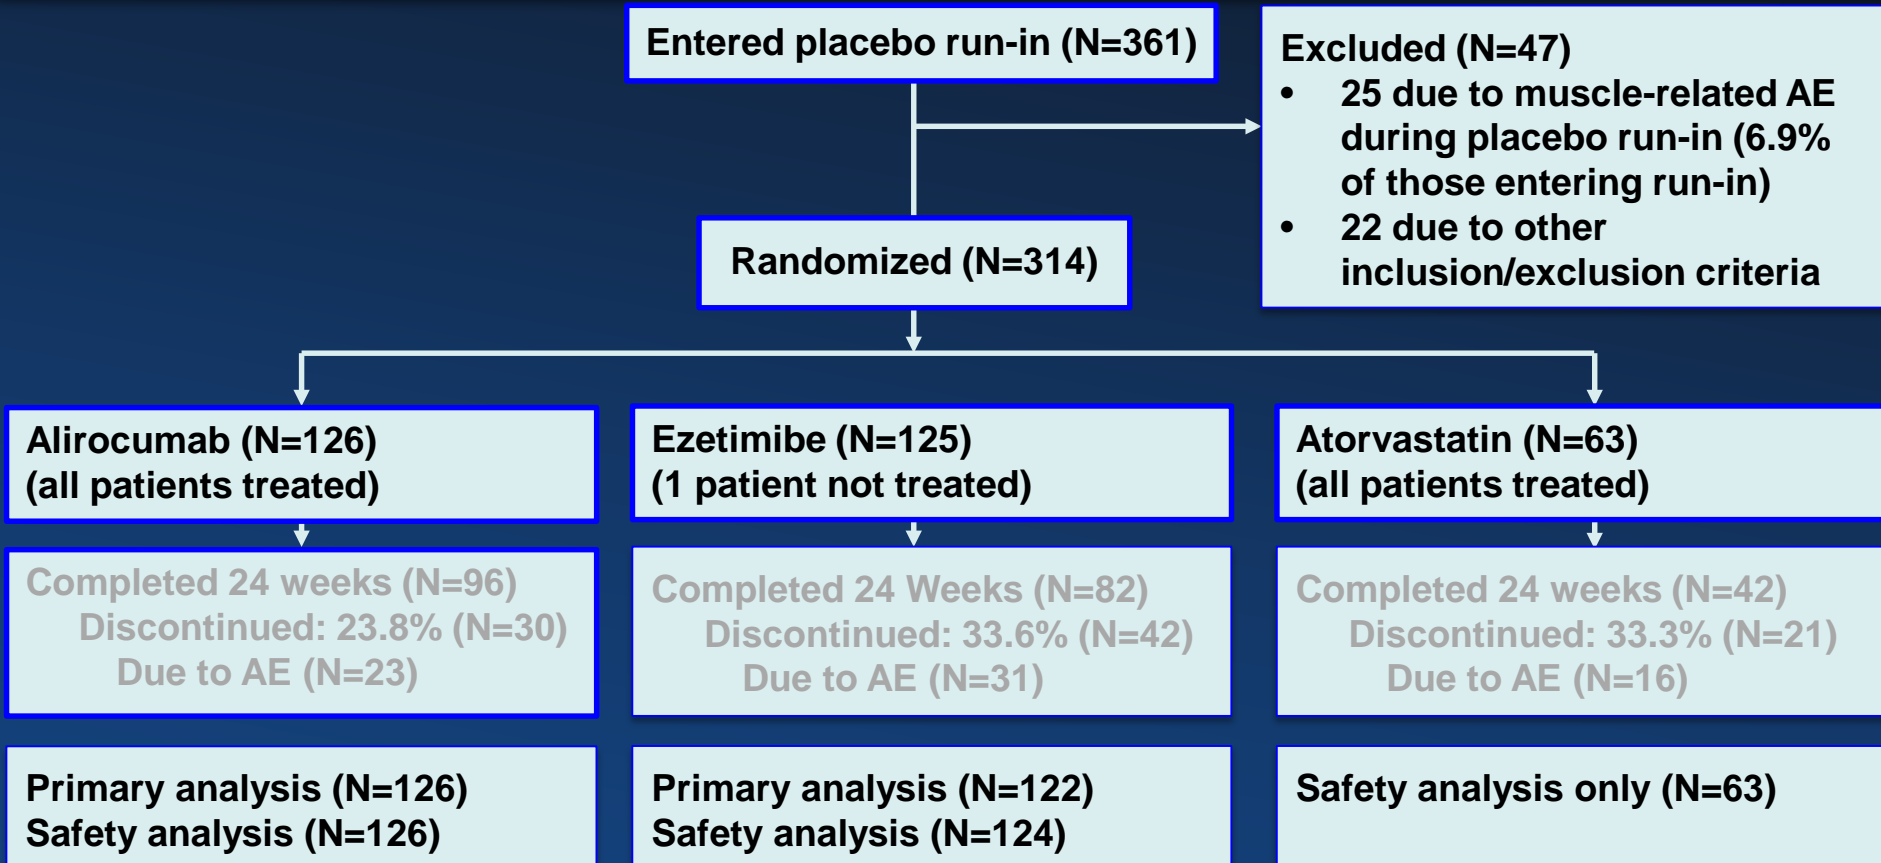 Entered placebo run-in (N=361)
Excluded (N=47)
• 25 due to muscle-related AE
during placebo run-in (6.9%
of those entering run-in)
• 22 due to other
inclusion/exclusion criteria
Randomized (N=314)
Alirocumab (N=126)
(all patients treated)
Ezetimibe (N=125)
(1 patient not treated)
Atorvastatin (N=63)
(all patients treated)
Completed 24 weeks (N=96)
Discontinued: 23.8% (N=30)
Due to AE (N=23)
Completed 24 Weeks (N=82)
Discontinued: 33.6% (N=42)
Due to AE (N=31)
Completed 24 weeks (N=42)
Discontinued: 33.3% (N=21)
Due to AE (N=16)
Primary analysis (N=126)
Safety analysis (N=126)
Primary analysis (N=122)
Safety analysis (N=124)
Safety analysis only (N=63)